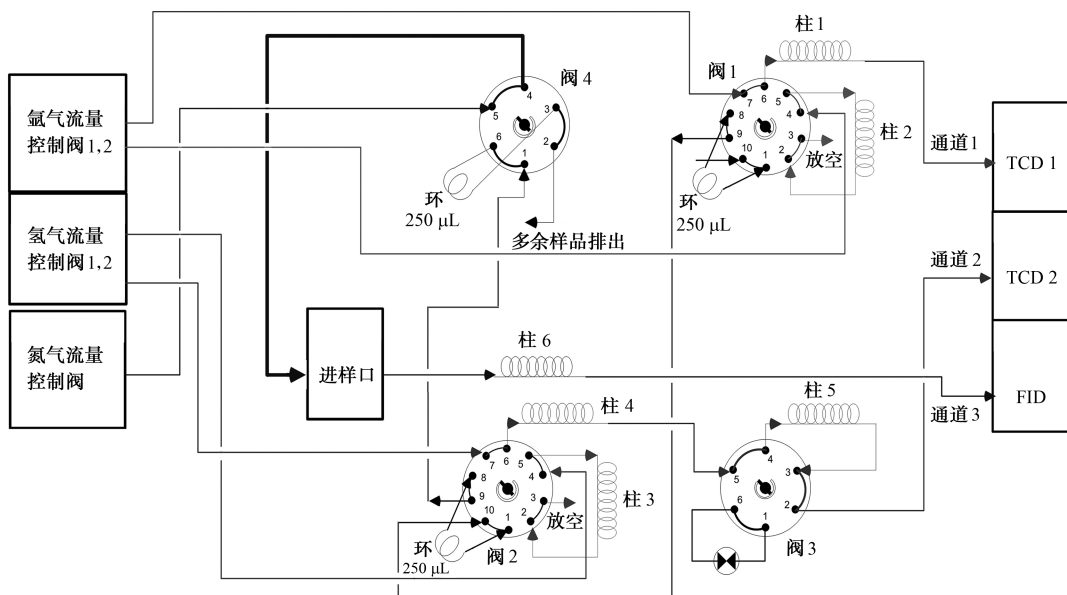 柱1
阀4
阀1
4
3
5
2
6
1
7
6
5
8
4
9
3
10
2
1
氩气流量
控制阀1,2
柱2
通道1
TCD 1
放空
环
250 μL
环
250 μL
多余样品排出
氢气流量
控制阀1,2
通道2
TCD 2
氮气流量
控制阀
进样口
柱6
FID
通道3
柱4
柱5
7
6
5
8
4
9
3
10
2
1
柱3
放空
环
250 μL
阀2
4
5
3
6
2
1
阀3